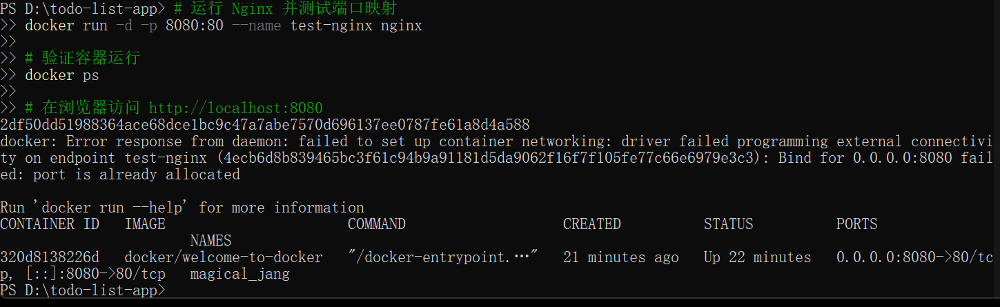 PS D:\todo-list-app> # 运行 Nginx 并测试端口映射
>> docker run -d -p 8080:80 --name test-nginx nginx
>>
>> # 验证容器运行
>> docker ps
>>
>> # 在浏览器访问 http://localhost:8080
2df50dd51988364ace68dce1bc9c47a7abe7570d696137ee0787fe61a8d4a588
docker: Error response from daemon: failed to set up container networking: driver failed programming external connectivi
ty on endpoint test-nginx (4ecb6d8b839465bc3f61c94b9a91181d5da9062f16f7f105fe77c66e6979e3c3): Bind for 0.0.0.0:8080 fail
ed: port is already allocated

Run 'docker run --help' for more information
CONTAINER ID   IMAGE                      COMMAND                  CREATED          STATUS          PORTS
                       NAMES
320d8138226d   docker/welcome-to-docker   "/docker-entrypoint.…"   21 minutes ago   Up 22 minutes   0.0.0.0:8080->80/tc
p, [::]:8080->80/tcp   magical_jang
PS D:\todo-list-app>